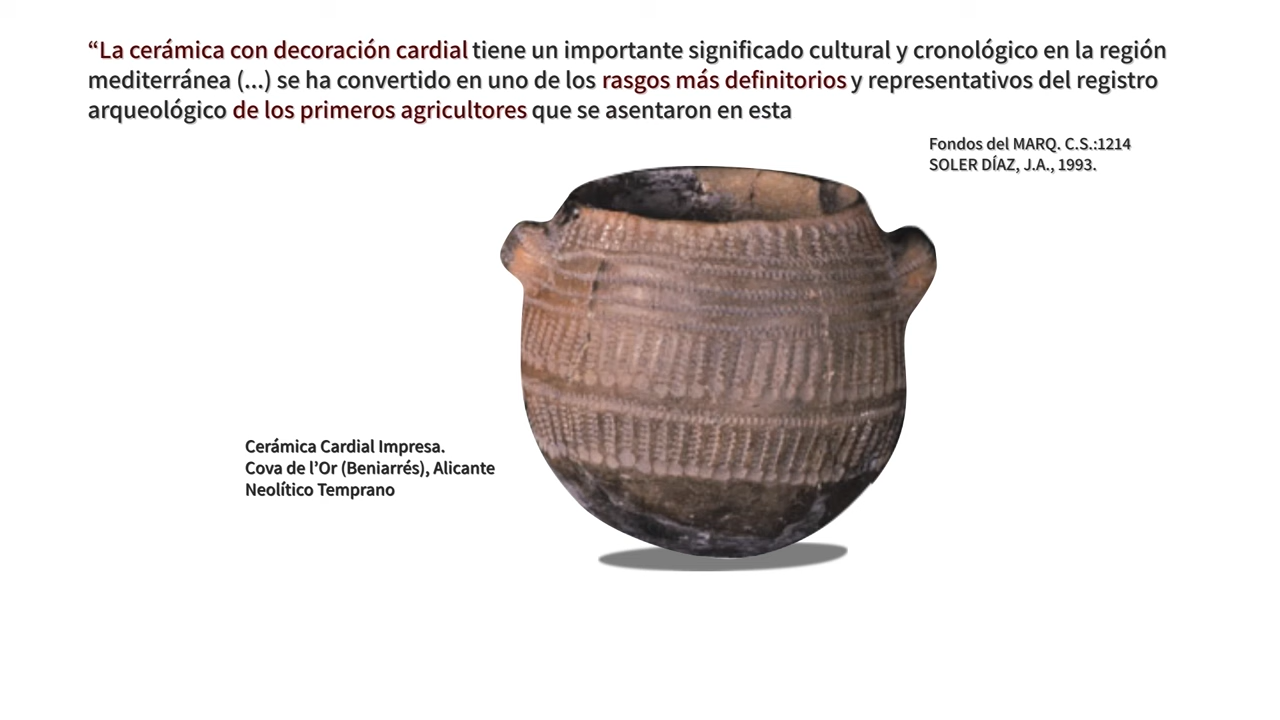 “La cerámica con decoración cardial tiene un importante significado cultural y cronológico en la región
mediterránea (...) se ha convertido en uno de los rasgos más definitorios y representativos del registro
arqueológico de los primeros agricultores que se asentaron en esta
Fondos del MARQ. C.S.:1214
SOLER DÍAZ, J.A., 1993.
Cerámica Cardial Impresa.
Cova de l’Or (Beniarrés), Alicante
Neolítico Temprano